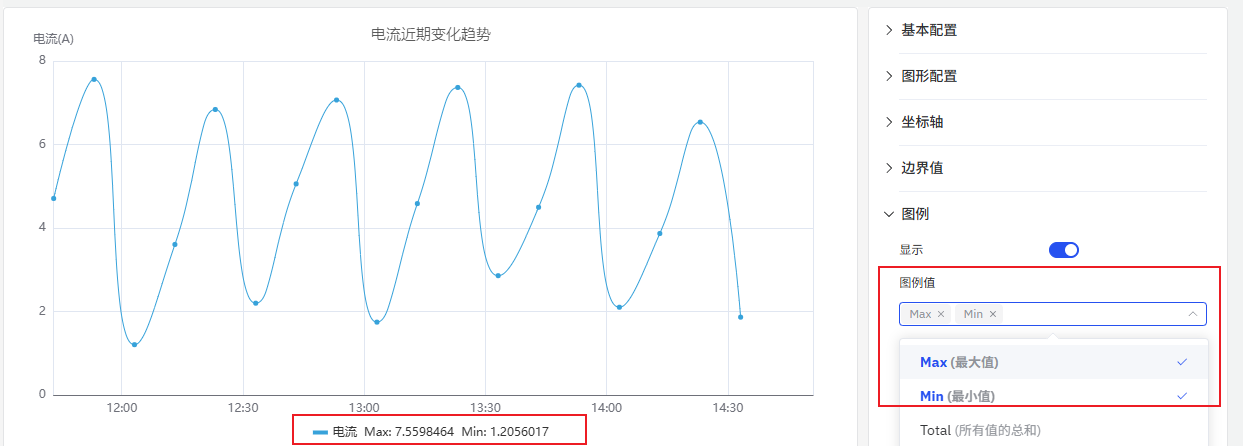 电流近期变化趋势
电流(A)
8
6
4
2
0
12:00 12:30 13:00 13:30 14:00 14:30
电流 Max: 7.5598464 Min: 1.2056017
基本配置
图形配置
坐标轴
边界值
图例
显示
图例值
Max × Min ×
Max (最大值)
Min (最小值)
Total (所有值的总和)